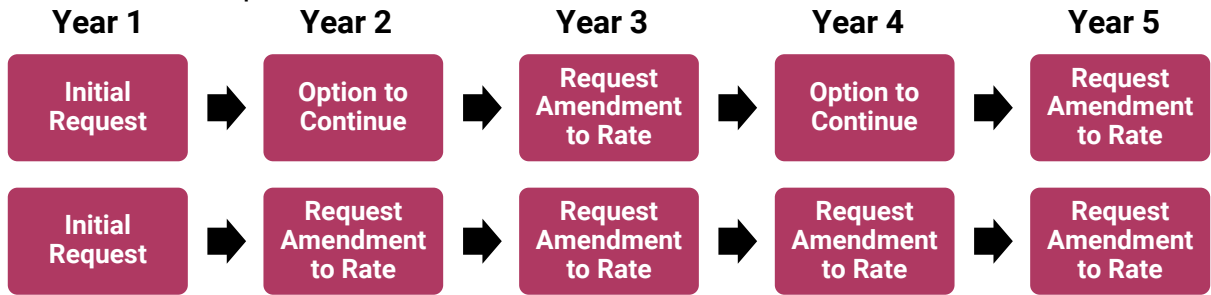 Year 1 Year 2 Year 3 Year 4 Year 5
Initial
Request
Option to
Continue
Request
Amendment
to Rate
Option to
Continue
Request
Amendment
to Rate
Initial
Request
Request
Amendment
to Rate
Request
Amendment
to Rate
Request
Amendment
to Rate
Request
Amendment
to Rate